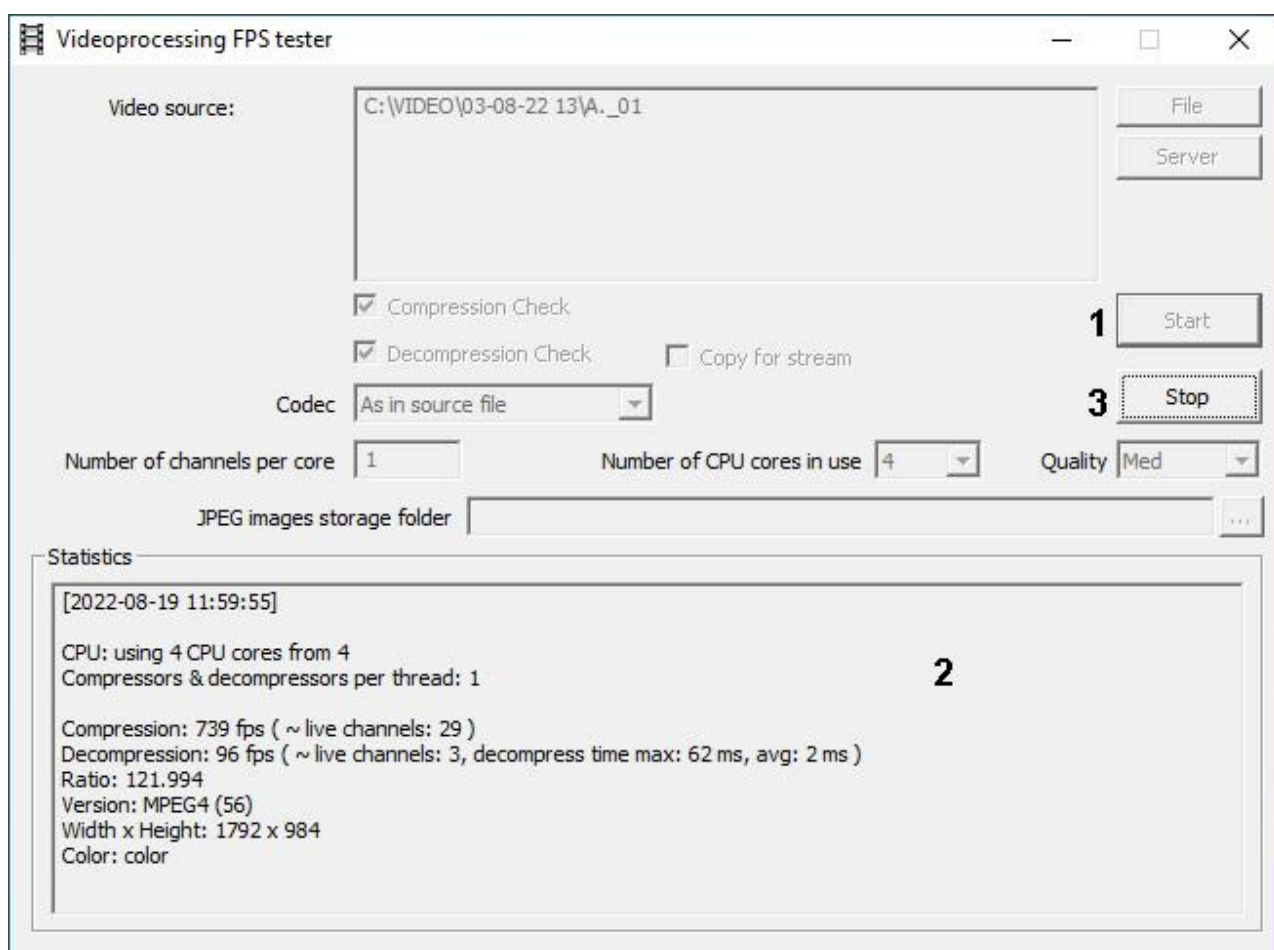 Videoprocessing FPS tester
Video source:
C:\VIDEO\03-08-22 13\A._01
File
Server
Compression Check
1 Start
Decompression Check Copy for stream
Codec As in source file
3 Stop
Number of channels per core 1 Number of CPU cores in use 4 Quality Med
JPEG images storage folder ...
Statistics
[2022-08-19 11:59:55]
CPU: using 4 CPU cores from 4
Compressors & decompressors per thread: 1
2
Compression: 739 fps ( ~ live channels: 29 )
Decompression: 96 fps ( ~ live channels: 3, decompress time max: 62 ms, avg: 2 ms )
Ratio: 121.994
Version: MPEG4 (56)
Width x Height: 1792 x 984
Color: color